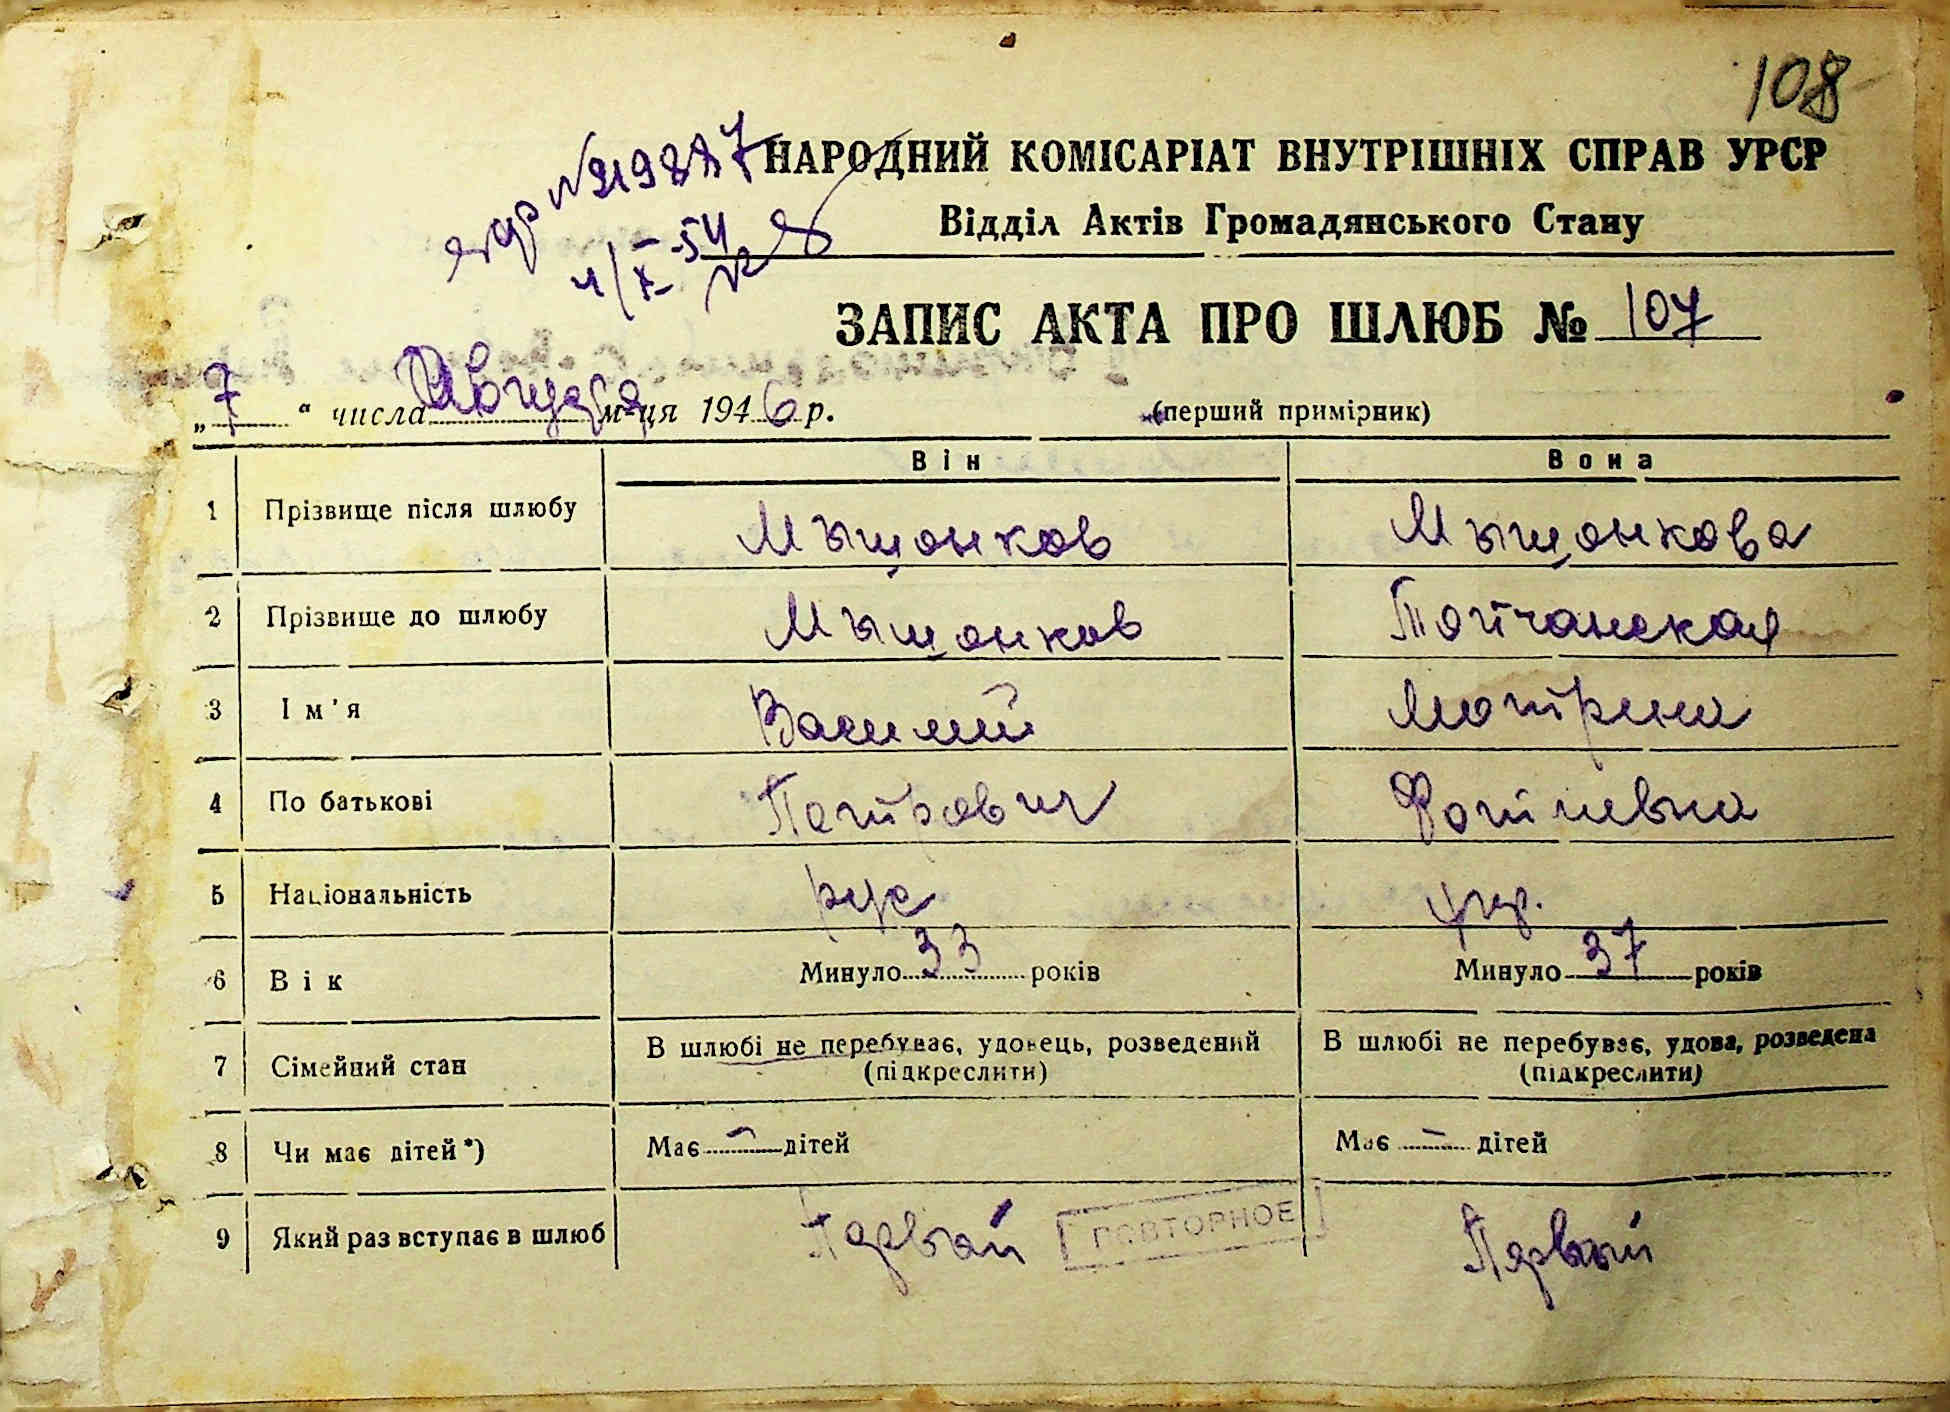 108
НАРОДНИЙ КОМІСАРІАТ ВНУТРІШНІХ СПРАВ УРСР
Відділ Актів Громадянського Стану
ЗАПИС АКТА ПРО ШЛЮБ № 107
„ 7 “ числа Августа м-ця 1946 р. (перший примірник)
Він Вона
1 Прізвище після шлюбу Мыщонков Мыщонкова
2 Прізвище до шлюбу Мыщонков
3 Ім'я Василий Мотрена
4 По батькові Петрович Фотиевна
5 Національність рус укр.
6 Вік Минуло 33 років Минуло 37 років
7 Сімейний стан В шлюбі не перебуває, удовець, розведений (підкреслити) В шлюбі не перебуває, удова, розведена (підкреслити)
8 Чи має дітей*) Має – дітей Має – дітей
9 Який раз вступає в шлюб Первый ПОВТОРНОЕ Первый